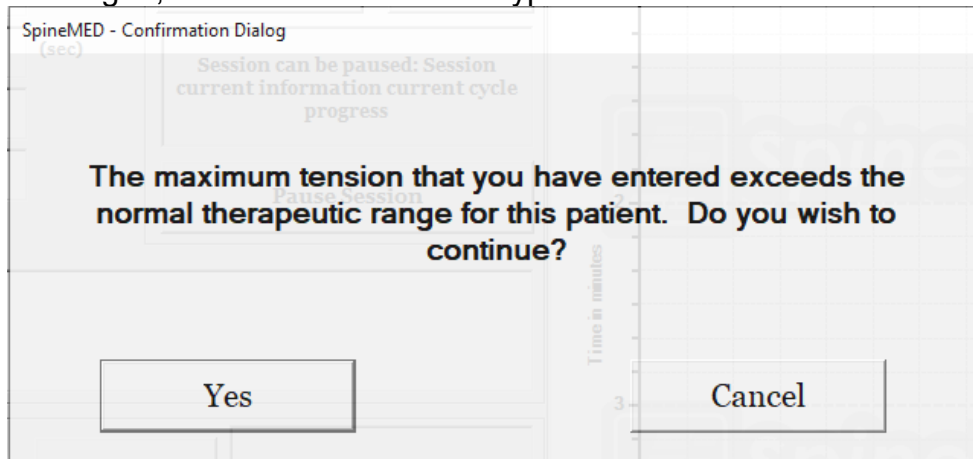 SpineMED - Confirmation Dialog
(sec)
Session can be paused: Session
current information current cycle
progress
The maximum tension that you have entered exceeds the
Pause Session
normal therapeutic range for this patient.  Do you wish to
continue?
2
Time in minutes
Yes
Cancel
3
spine